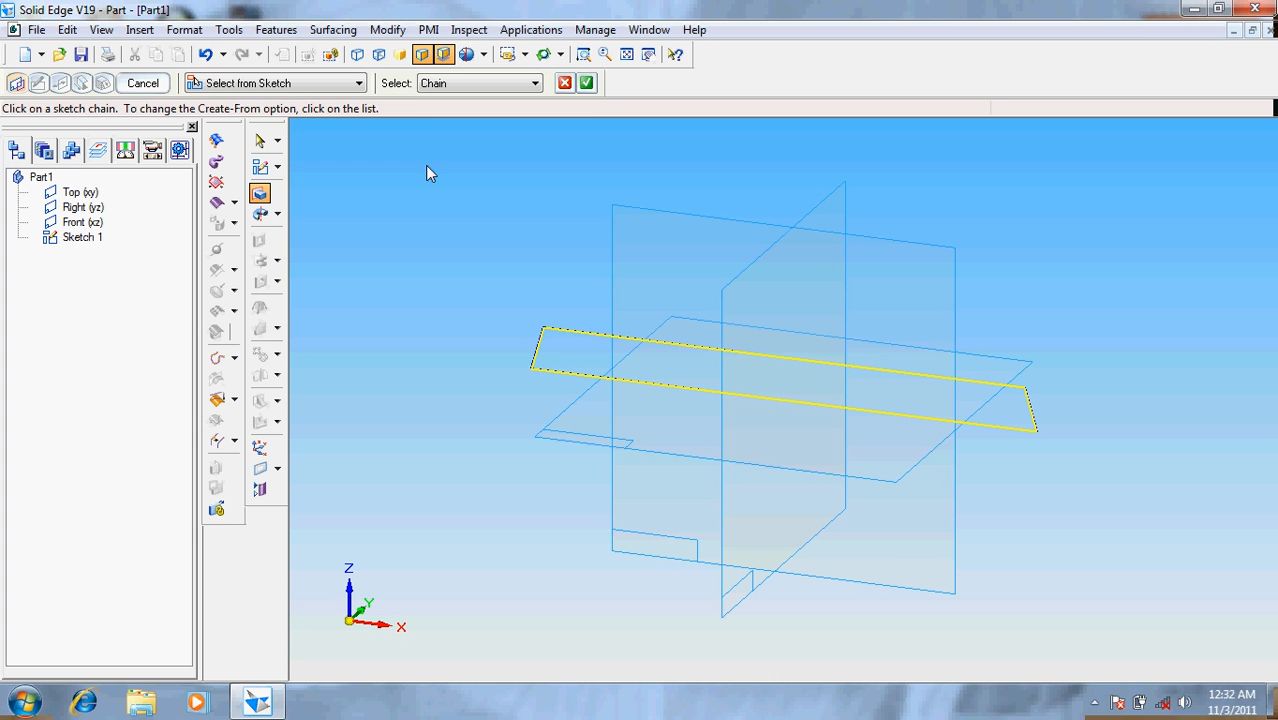 Solid Edge V19 - Part - [Part1]
File Edit View Insert Format Tools Features Surfacing Modify PMI Inspect Applications Manage Window Help
Cancel Select from Sketch Select: Chain
Click on a sketch chain. To change the Create-From option, click on the list.
Part1
Top (xy)
Right (yz)
Front (xz)
Sketch 1
Z
Y
X
12:32 AM
11/3/2011